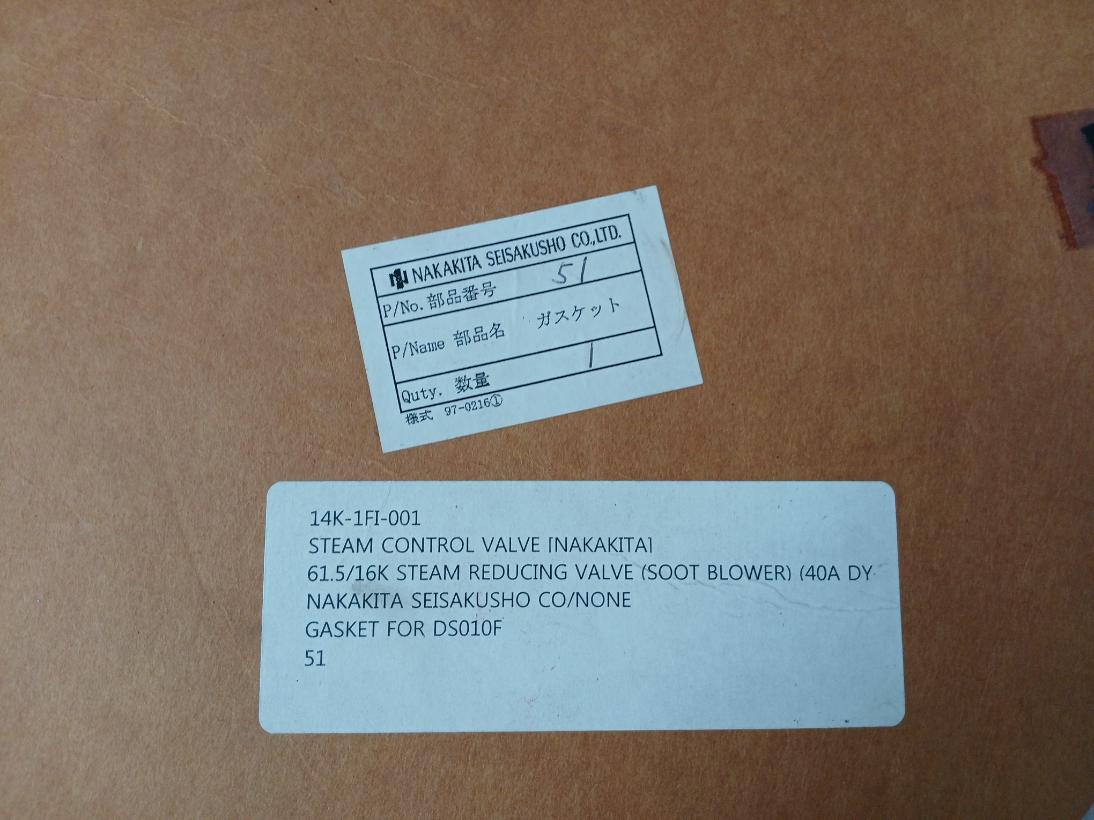 NAKAKITA SEISAKUSHO CO.,LTD.
P/No. 部品番号 51
P/Name 部品名 ガスケット
Quty. 数量 1
様式 97-0216①
14K-1FI-001
STEAM CONTROL VALVE [NAKAKITA]
61.5/16K STEAM REDUCING VALVE (SOOT BLOWER) (40A DY
NAKAKITA SEISAKUSHO CO/NONE
GASKET FOR DS010F
51